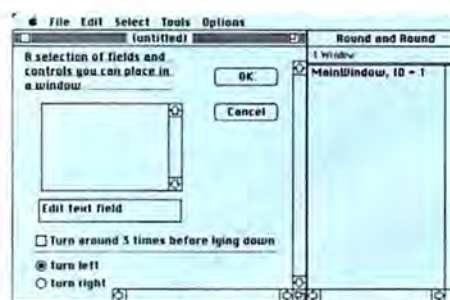 File Edit Select Tools Options
(untitled)
A selection of fields and
controls you can place in
a window
OK
Cancel
Edit text field
Turn around 3 times before lying down
turn left
turn right
Round and Round
1 Window
MainWindow, ID = 1